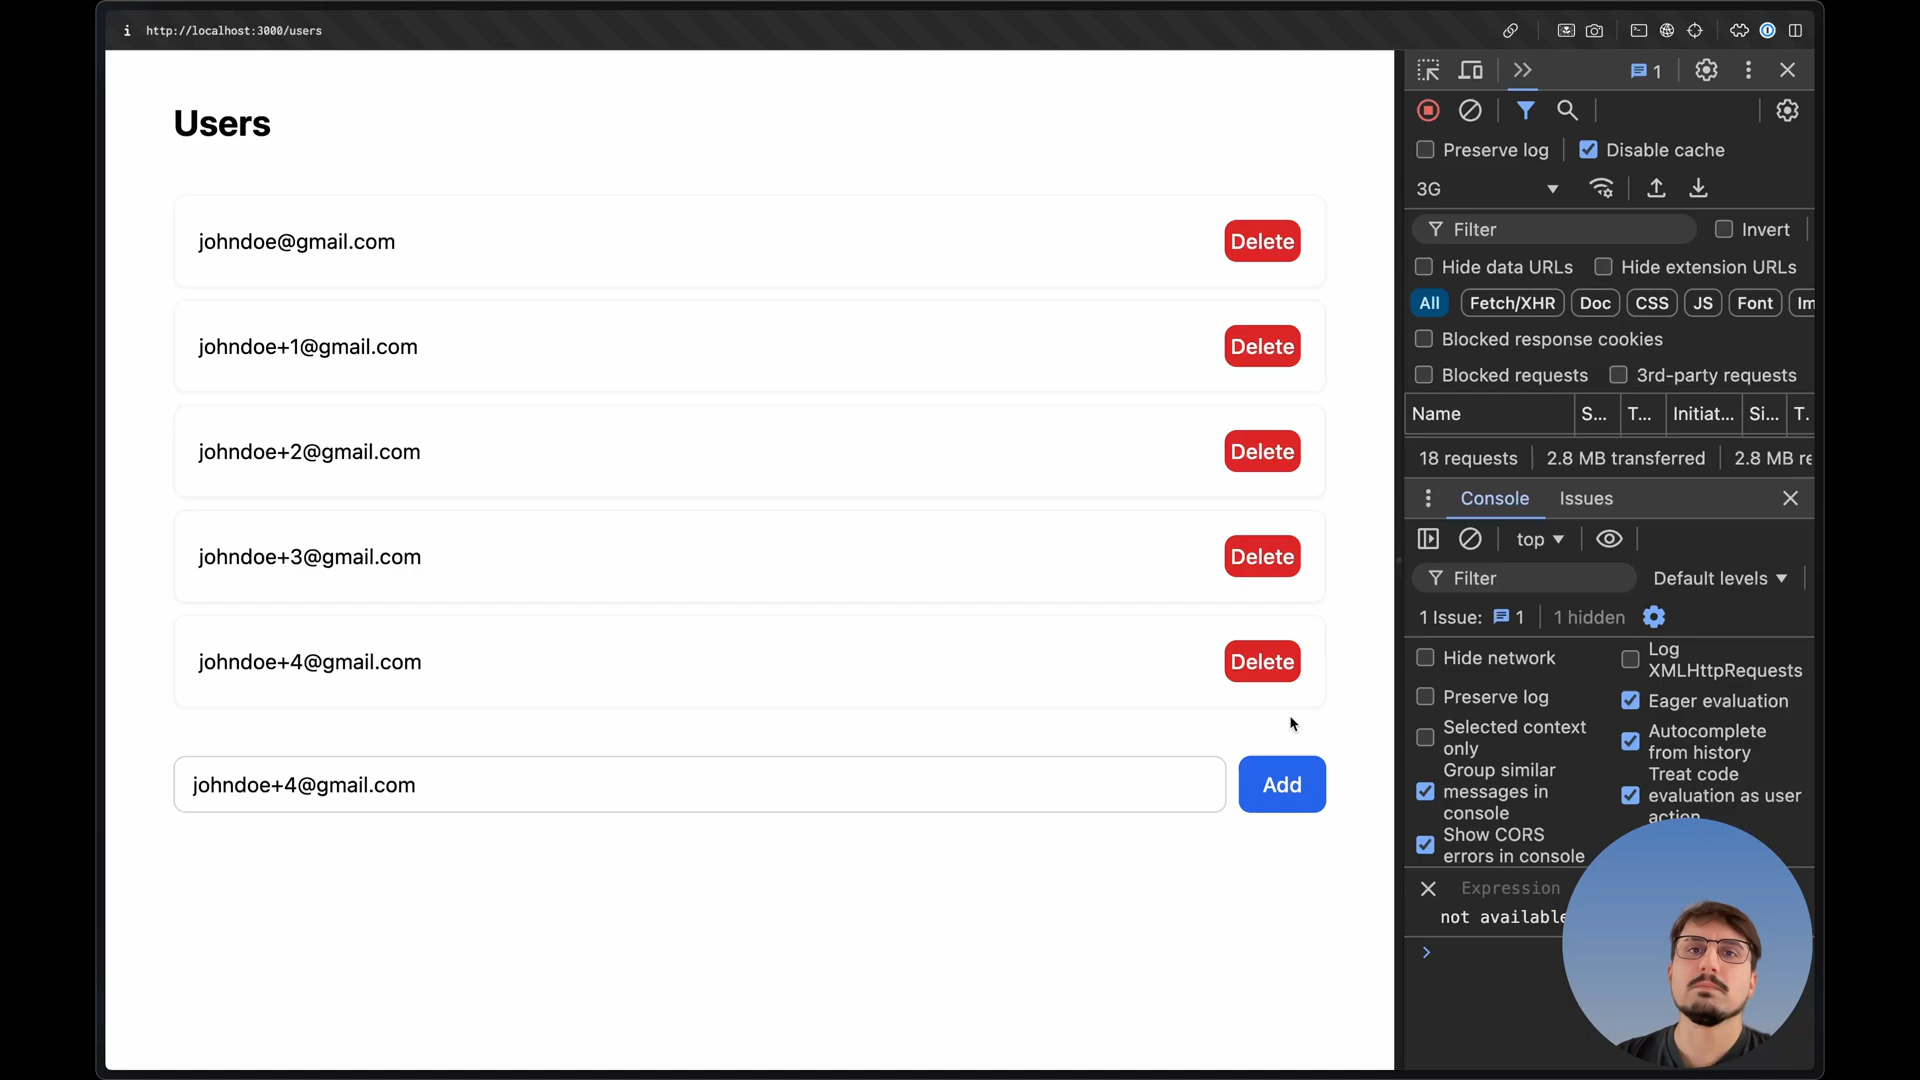 http://localhost:3000/users
Users
johndoe@gmail.com
Delete
johndoe+1@gmail.com
Delete
johndoe+2@gmail.com
Delete
johndoe+3@gmail.com
Delete
johndoe+4@gmail.com
Delete
johndoe+4@gmail.com
Add
1
Preserve log
Disable cache
3G
Filter
Invert
Hide data URLs
Hide extension URLs
All
Fetch/XHR
Doc
CSS
JS
Font
Im
Blocked response cookies
Blocked requests
3rd-party requests
Name
S...
T...
Initiat...
Si...
T.
18 requests
2.8 MB transferred
2.8 MB re
Console
Issues
top
Filter
Default levels
1 Issue:
1
1 hidden
Hide network
Log
XMLHttpRequests
Preserve log
Eager evaluation
Selected context
only
Autocomplete
from history
Group similar
messages in
console
Treat code
evaluation as user
action
Show CORS
errors in console
Expression
not available